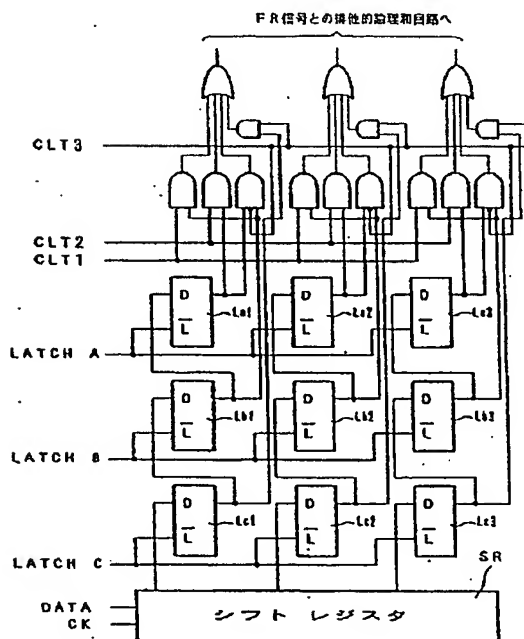 FR信号との排他的論理和回路へ
CLT3
CLT2
CLT1
D
L
La1
D
L
La2
D
L
La3
LATCH A
D
L
Lb1
D
L
Lb2
D
L
Lb3
LATCH B
D
L
Lc1
D
L
Lc2
D
L
Lc3
LATCH C
SR
DATA
CK
シフト レジスタ